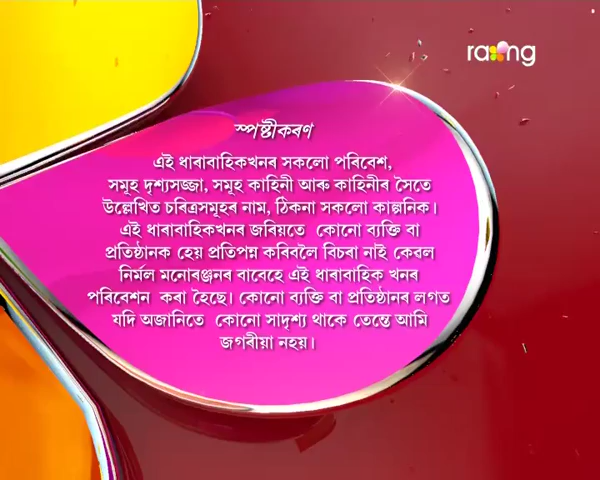 rang
স্পষ্টীকৰণ
এই ধাৰাবাহিকখনৰ সকলো পৰিবেশ,
সমূহ দৃশ্যসজ্জা, সমূহ কাহিনী আৰু কাহিনীৰ সৈতে
উল্লেখিত চৰিত্ৰসমূহৰ নাম, ঠিকনা সকলো কাল্পনিক।
এই ধাৰাবাহিকখনৰ জৰিয়তে কোনো ব্যক্তি বা
প্ৰতিষ্ঠানক হেয় প্ৰতিপন্ন কৰিবলৈ বিচৰা নাই কেৱল
নিৰ্মল মনোৰঞ্জনৰ বাবেহে এই ধাৰাবাহিক খনৰ
পৰিবেশন কৰা হৈছে। কোনো ব্যক্তি বা প্ৰতিষ্ঠানৰ লগত
যদি অজানিতে কোনো সাদৃশ্য থাকে তেন্তে আমি
জগৰীয়া নহয়।